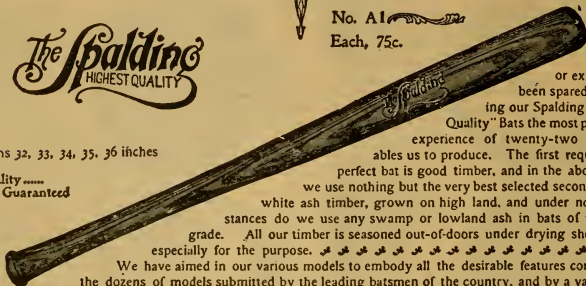 No. A1
Each, 75c.
The Spalding
HIGHEST QUALITY
The Spalding
or ex
been spared
ing our Spalding
ns 32, 33, 34, 35, 36 inches
Quality" Bats the most p
experience of twenty-two
lity......
Guaranteed
ables us to produce. The first requ
perfect bat is good timber, and in the abo
we use nothing but the very best selected secon
white ash timber, grown on high land, and under no
stances do we use any swamp or lowland ash in bats of
grade. All our timber is seasoned out-of-doors under drying she
especially for the purpose.
We have aimed in our various models to embody all the desirable features co
the dozens of models submitted by the leading batsmen of the country, and by a va